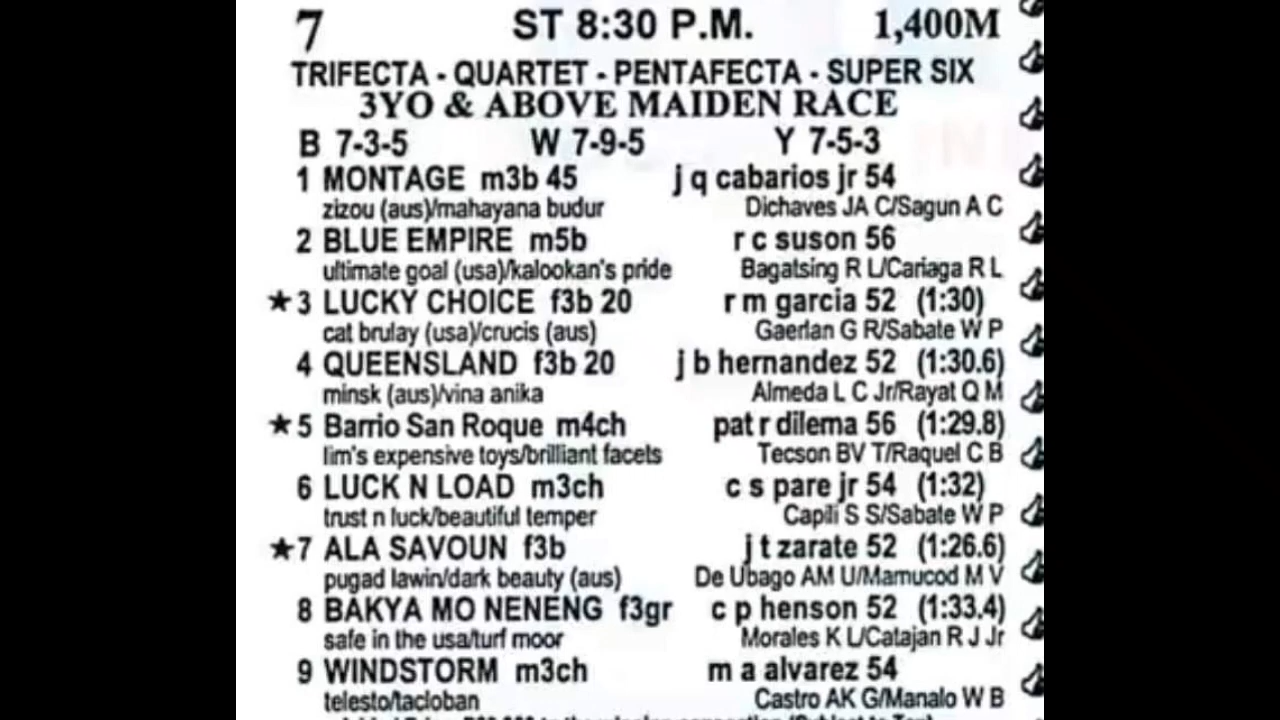 7 ST 8:30 P.M. 1,400M
TRIFECTA - QUARTET - PENTAFECTA - SUPER SIX
3YO & ABOVE MAIDEN RACE
B 7-3-5 W 7-9-5 Y 7-5-3
1 MONTAGE m3b 45 j q cabarios jr 54
zizou (aus)/mahayana budur Dichaves JA C/Sagun A C
2 BLUE EMPIRE m5b r c suson 56
ultimate goal (usa)/kalookan's pride Bagatsing R L/Cariaga R L
★3 LUCKY CHOICE f3b 20 r m garcia 52 (1:30)
cat brulay (usa)/crucis (aus) Gaerlan G R/Sabate W P
4 QUEENSLAND f3b 20 j b hernandez 52 (1:30.6)
minsk (aus)/vina anika Almeda L C Jr/Rayat Q M
★5 Barrio San Roque m4ch pat r dilema 56 (1:29.8)
lim's expensive toys/brilliant facets Tecson BV T/Raquel C B
6 LUCK N LOAD m3ch c s pare jr 54 (1:32)
trust n luck/beautiful temper Capili S S/Sabate W P
★7 ALA SAVOUN f3b j t zarate 52 (1:26.6)
pugad lawin/dark beauty (aus) De Ubago AM U/Mamucod M V
8 BAKYA MO NENENG f3gr c p henson 52 (1:33.4)
safe in the usa/turf moor Morales K L/Catajan R J Jr
9 WINDSTORM m3ch m a alvarez 54
telesto/tacloban Castro AK G/Manalo W B